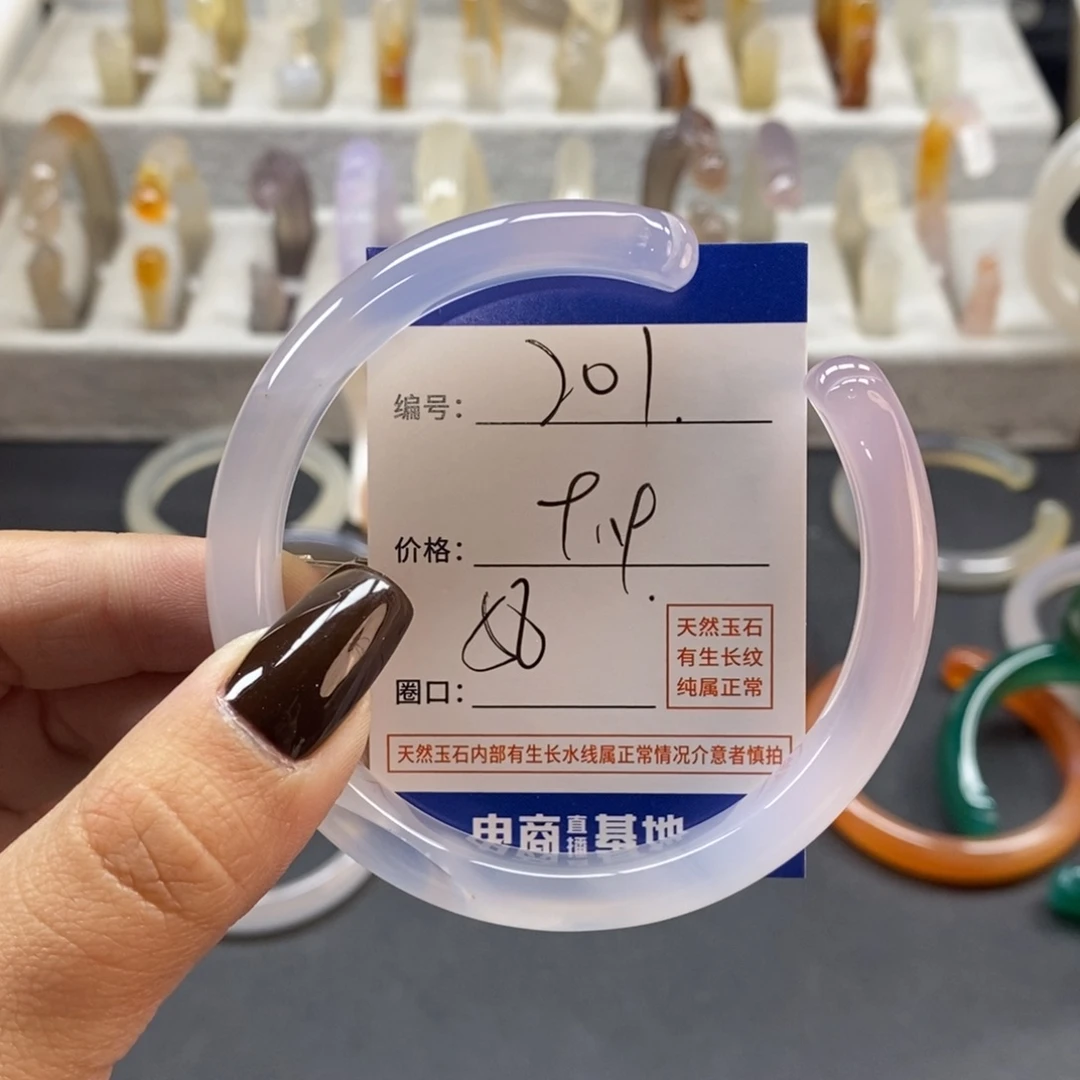 编号: 201.
价格:
圈口:
天然玉石
有生长纹
纯属正常
天然玉石内部有生长水线属正常情况介意者慎拍
电商直播基地